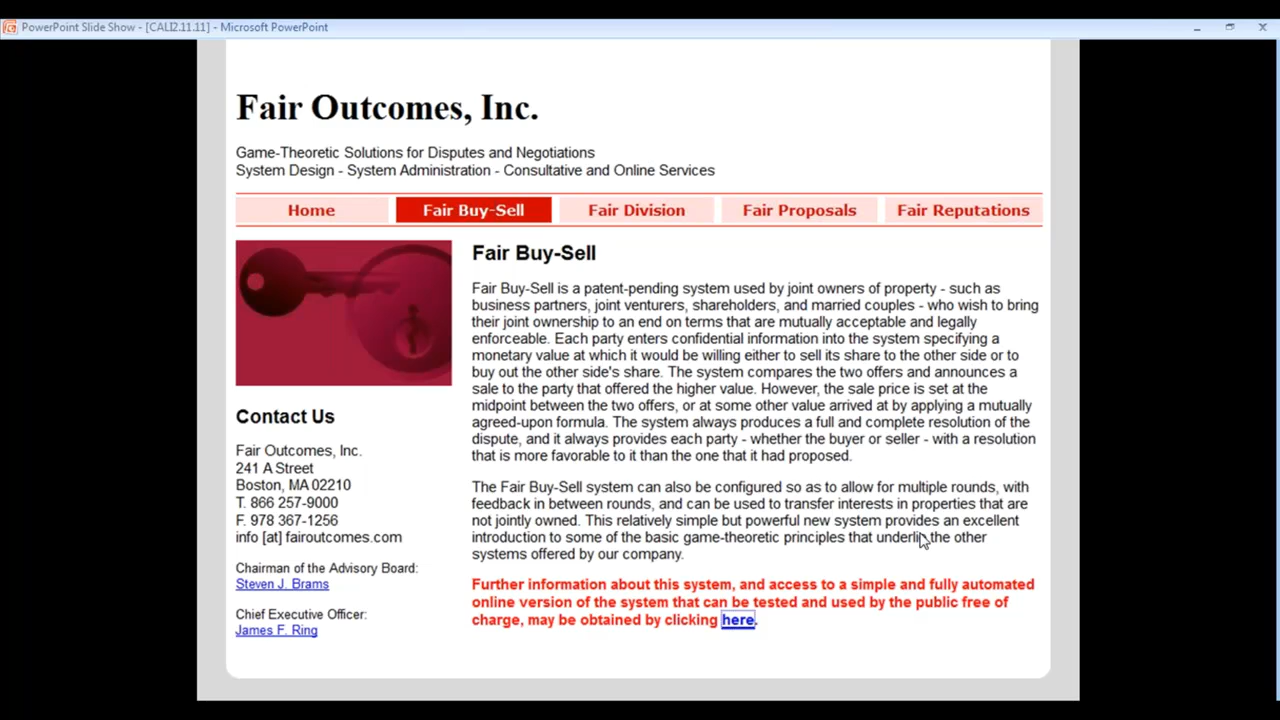 PowerPoint Slide Show - [CALI2.11.11] - Microsoft PowerPoint
Fair Outcomes, Inc.
Game-Theoretic Solutions for Disputes and Negotiations
System Design - System Administration - Consultative and Online Services
Home Fair Buy-Sell Fair Division Fair Proposals Fair Reputations
Fair Buy-Sell
Fair Buy-Sell is a patent-pending system used by joint owners of property - such as
business partners, joint venturers, shareholders, and married couples - who wish to bring
their joint ownership to an end on terms that are mutually acceptable and legally
enforceable. Each party enters confidential information into the system specifying a
monetary value at which it would be willing either to sell its share to the other side or to
buy out the other side's share. The system compares the two offers and announces a
sale to the party that offered the higher value. However, the sale price is set at the
midpoint between the two offers, or at some other value arrived at by applying a mutually
agreed-upon formula. The system always produces a full and complete resolution of the
dispute, and it always provides each party - whether the buyer or seller - with a resolution
that is more favorable to it than the one that it had proposed.
The Fair Buy-Sell system can also be configured so as to allow for multiple rounds, with
feedback in between rounds, and can be used to transfer interests in properties that are
not jointly owned. This relatively simple but powerful new system provides an excellent
introduction to some of the basic game-theoretic principles that underlie the other
systems offered by our company.
Further information about this system, and access to a simple and fully automated
online version of the system that can be tested and used by the public free of
charge, may be obtained by clicking here.
Contact Us
Fair Outcomes, Inc.
241 A Street
Boston, MA 02210
T. 866 257-9000
F. 978 367-1256
info [at] fairoutcomes.com
Chairman of the Advisory Board:
Steven J. Brams
Chief Executive Officer:
James F. Ring